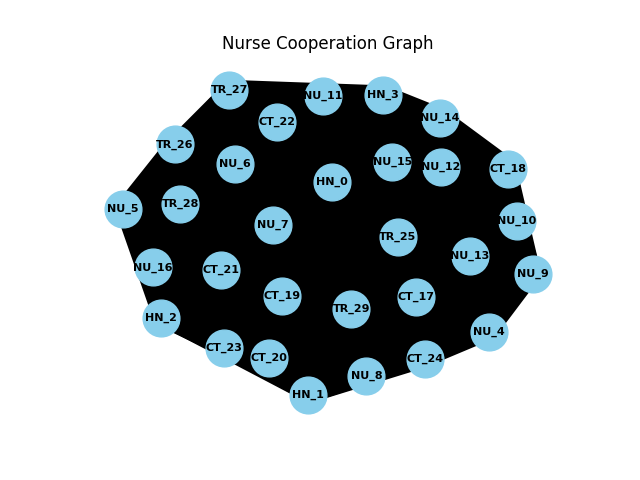 Nurse Cooperation Graph
TR_27
NU_11
HN_3
NU_14
CT_22
TR_26
NU_6
NU_15
NU_12
CT_18
HN_0
NU_5
TR_28
NU_10
NU_7
TR_25
NU_13
NU_16
CT_21
NU_9
CT_19
CT_17
TR_29
HN_2
NU_4
CT_23
CT_20
CT_24
NU_8
HN_1